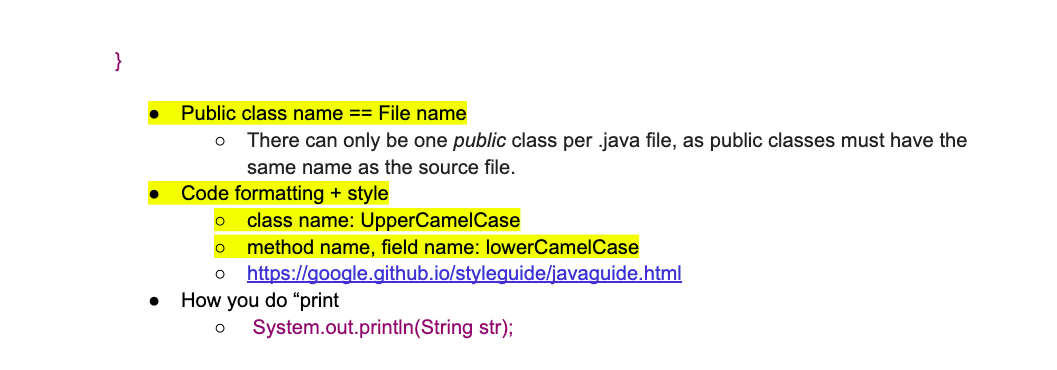 }
● Public class name == File name
○ There can only be one public class per .java file, as public classes must have the
same name as the source file.
● Code formatting + style
○ class name: UpperCamelCase
○ method name, field name: lowerCamelCase
○ https://google.github.io/styleguide/javaguide.html
● How you do “print
○ System.out.println(String str);